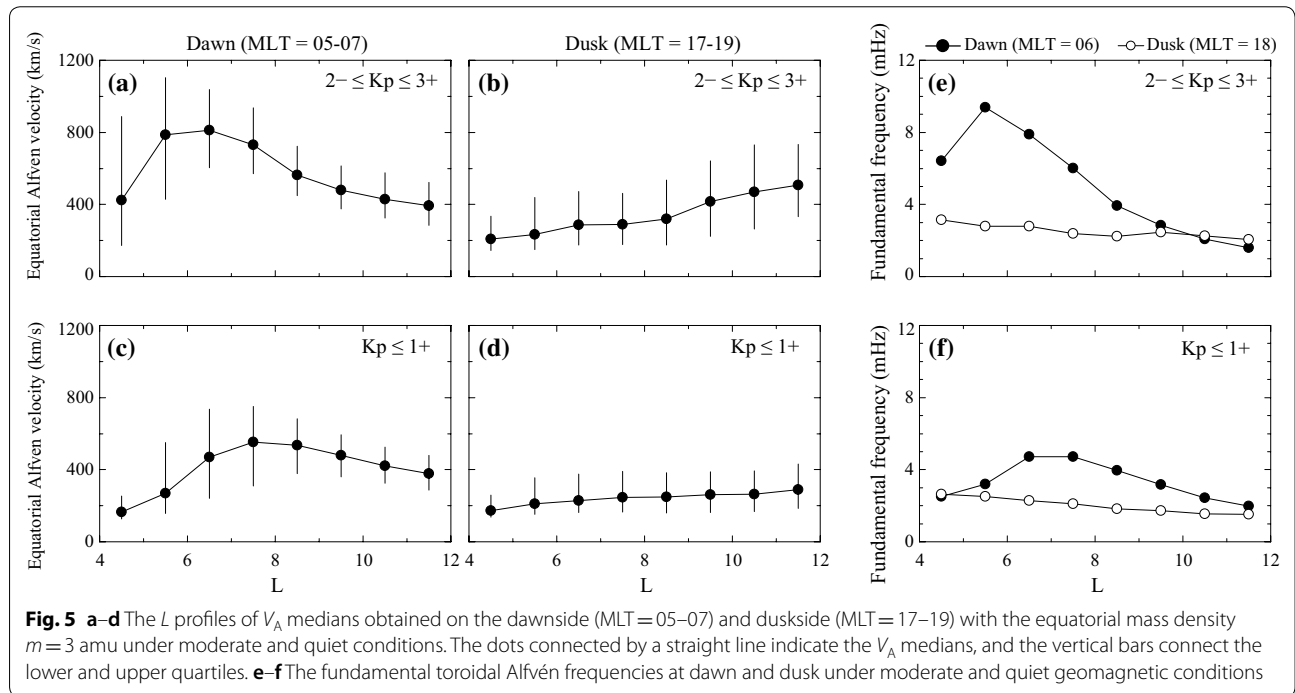 Dawn (MLT = 05-07)
Dusk (MLT = 17-19)
Dawn (MLT = 06)
Dusk (MLT = 18)
Equatorial Alfven velocity (km/s)
1200
800
400
0
(a)
2− ≤ Kp ≤ 3+
(b)
2− ≤ Kp ≤ 3+
Fundamental frequency (mHz)
12
8
4
0
(e)
2− ≤ Kp ≤ 3+
Equatorial Alfven velocity (km/s)
1200
800
400
0
(c)
Kp ≤ 1+
4 6 8 10 12
L
(d)
Kp ≤ 1+
4 6 8 10 12
L
Fundamental frequency (mHz)
12
8
4
0
(f)
Kp ≤ 1+
4 6 8 10 12
L
Fig. 5 a–d The L profiles of VA medians obtained on the dawnside (MLT = 05–07) and duskside (MLT = 17–19) with the equatorial mass density
m = 3 amu under moderate and quiet conditions. The dots connected by a straight line indicate the VA medians, and the vertical bars connect the
lower and upper quartiles. e–f The fundamental toroidal Alfvén frequencies at dawn and dusk under moderate and quiet geomagnetic conditions